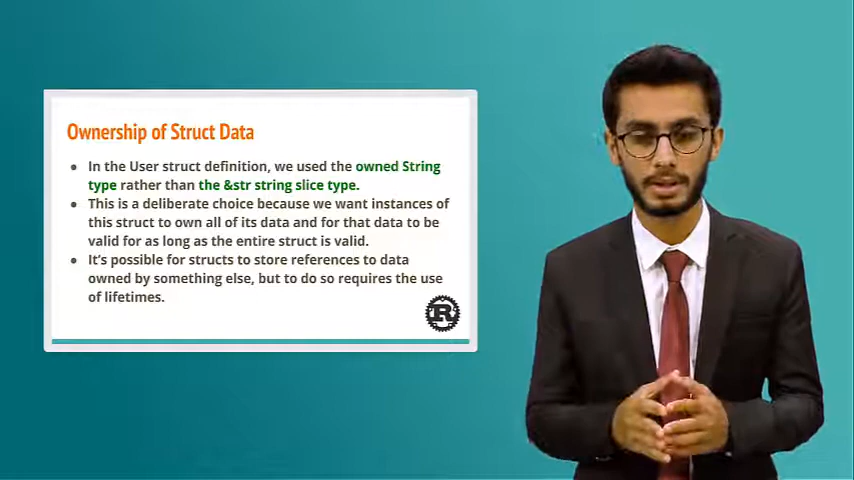 Ownership of Struct Data
In the User struct definition, we used the owned String
type rather than the &str string slice type.
This is a deliberate choice because we want instances of
this struct to own all of its data and for that data to be
valid for as long as the entire struct is valid.
It's possible for structs to store references to data
owned by something else, but to do so requires the use
of lifetimes.
R